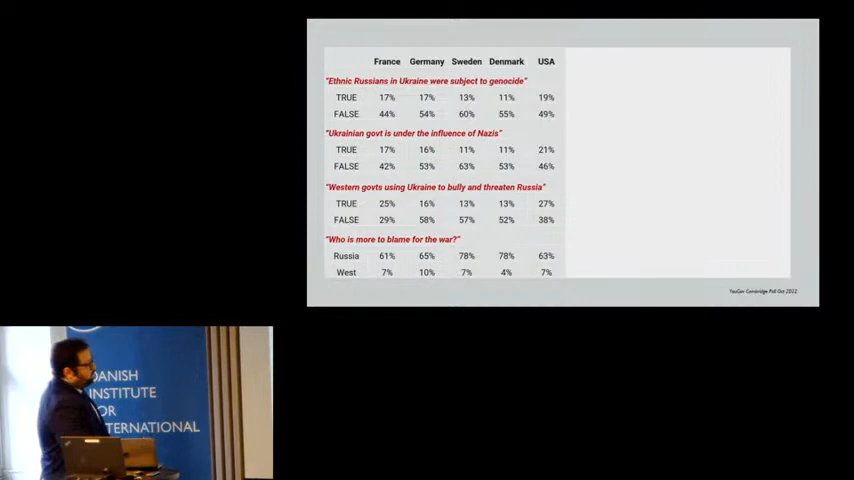 France Germany Sweden Denmark USA
"Ethnic Russians in Ukraine were subject to genocide"
TRUE 17% 17% 13% 11% 19%
FALSE 44% 54% 60% 55% 49%
"Ukrainian govt is under the influence of Nazis"
TRUE 17% 16% 11% 11% 21%
FALSE 42% 53% 63% 53% 46%
"Western govts using Ukraine to bully and threaten Russia"
TRUE 25% 16% 13% 13% 27%
FALSE 29% 58% 57% 52% 38%
"Who is more to blame for the war?"
Russia 61% 65% 78% 78% 63%
West 7% 10% 7% 4% 7%
YouGov Cambridge Poll Oct 2022
DANISH
INSTITUTE
FOR
INTERNATIONAL